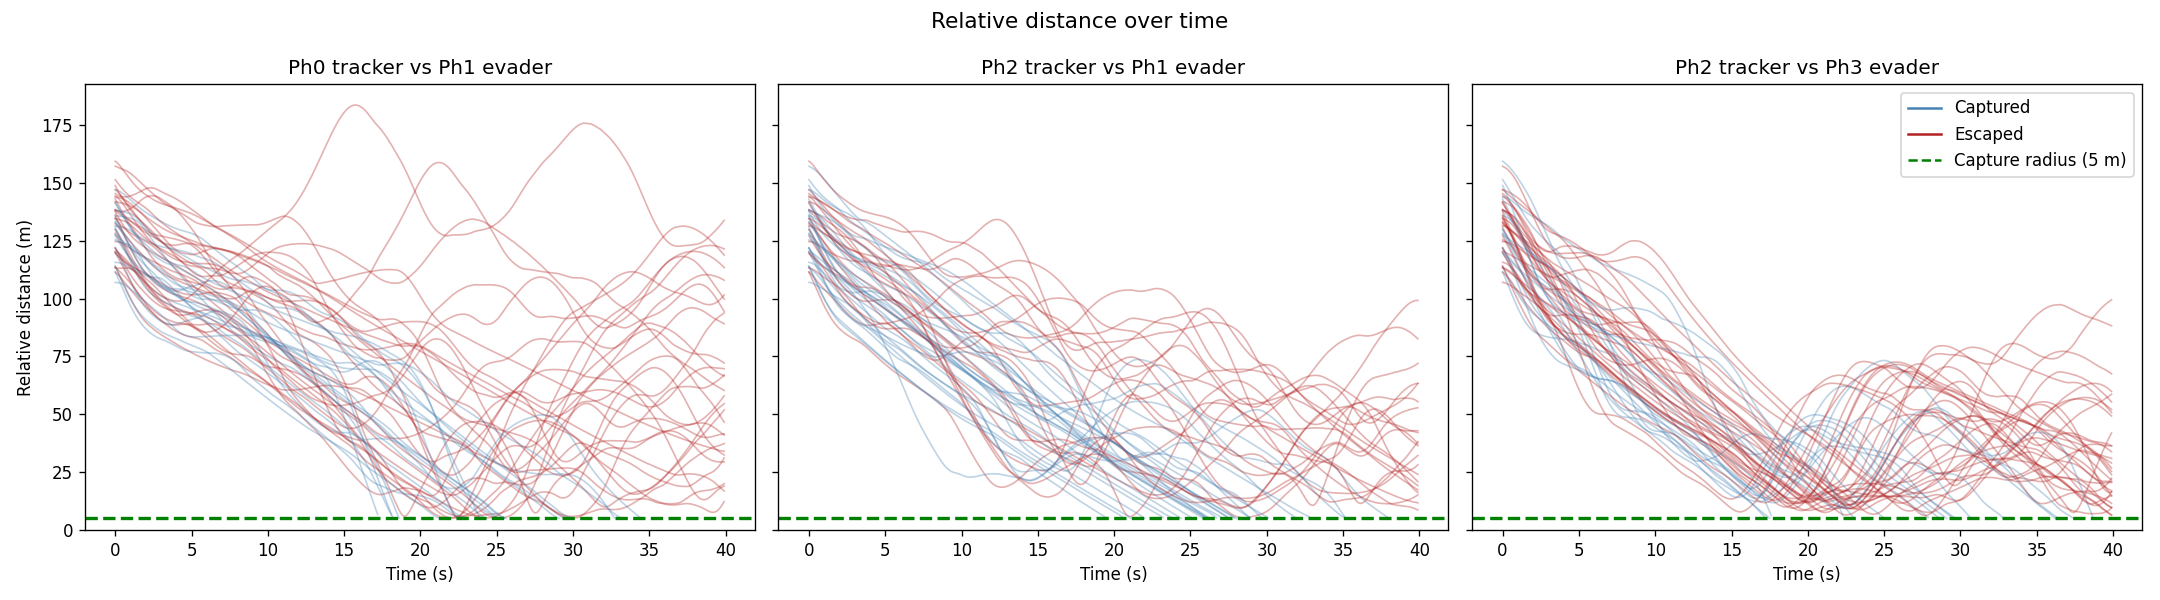 Relative distance over time
Ph0 tracker vs Ph1 evader
Ph2 tracker vs Ph1 evader
Ph2 tracker vs Ph3 evader
Relative distance (m)
175
150
125
100
75
50
25
0
Captured
Escaped
Capture radius (5 m)
0 5 10 15 20 25 30 35 40
0 5 10 15 20 25 30 35 40
0 5 10 15 20 25 30 35 40
Time (s)
Time (s)
Time (s)